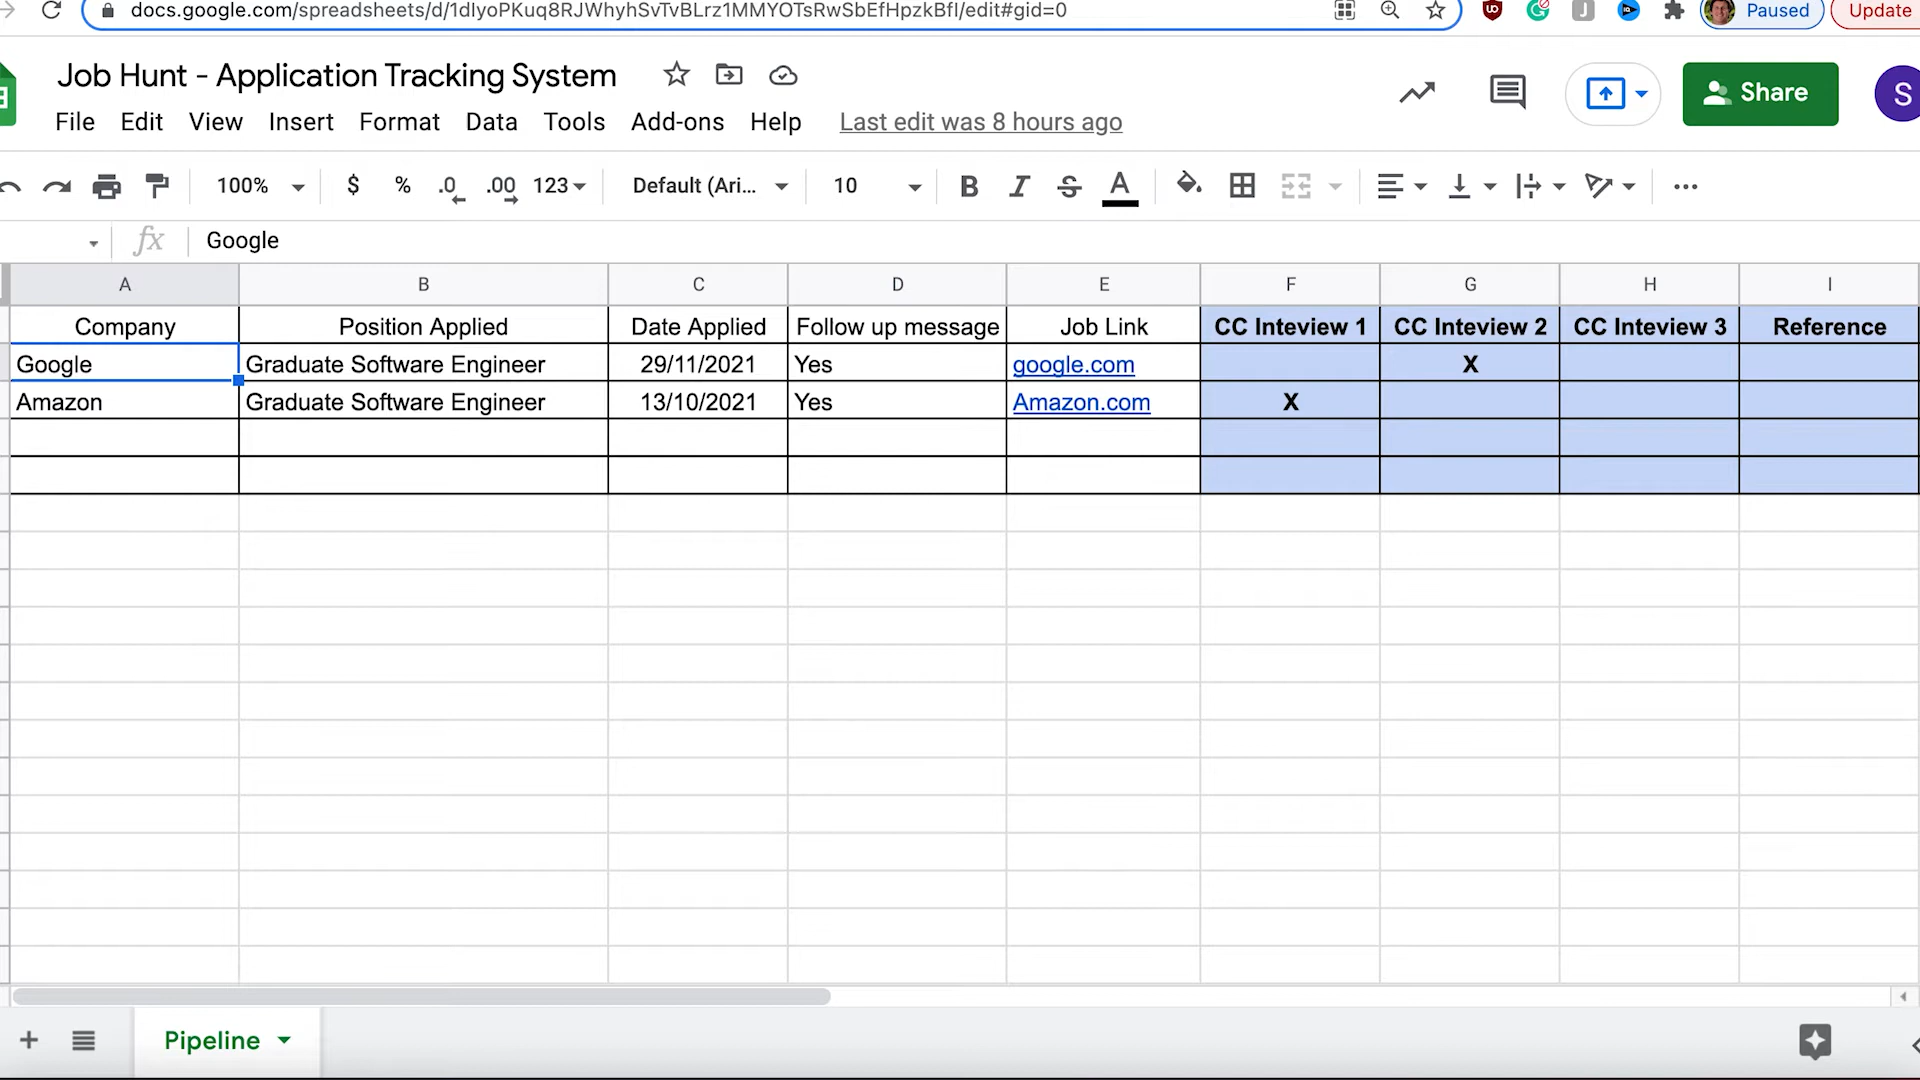 docs.google.com/spreadsheets/d/1dIyoPKuq8RJWhyhSvTvBLrz1MMYOTsRwSbEfHpzkBfI/edit#gid=0
Paused
Update
Job Hunt - Application Tracking System
Share
S
File Edit View Insert Format Data Tools Add-ons Help Last edit was 8 hours ago
100% $ % .0 .00 123 Default (Ari... 10 B I S A
fx Google
A B C D E F G H I
Company Position Applied Date Applied Follow up message Job Link CC Inteview 1 CC Inteview 2 CC Inteview 3 Reference
Google Graduate Software Engineer 29/11/2021 Yes google.com X
Amazon Graduate Software Engineer 13/10/2021 Yes Amazon.com X
Pipeline